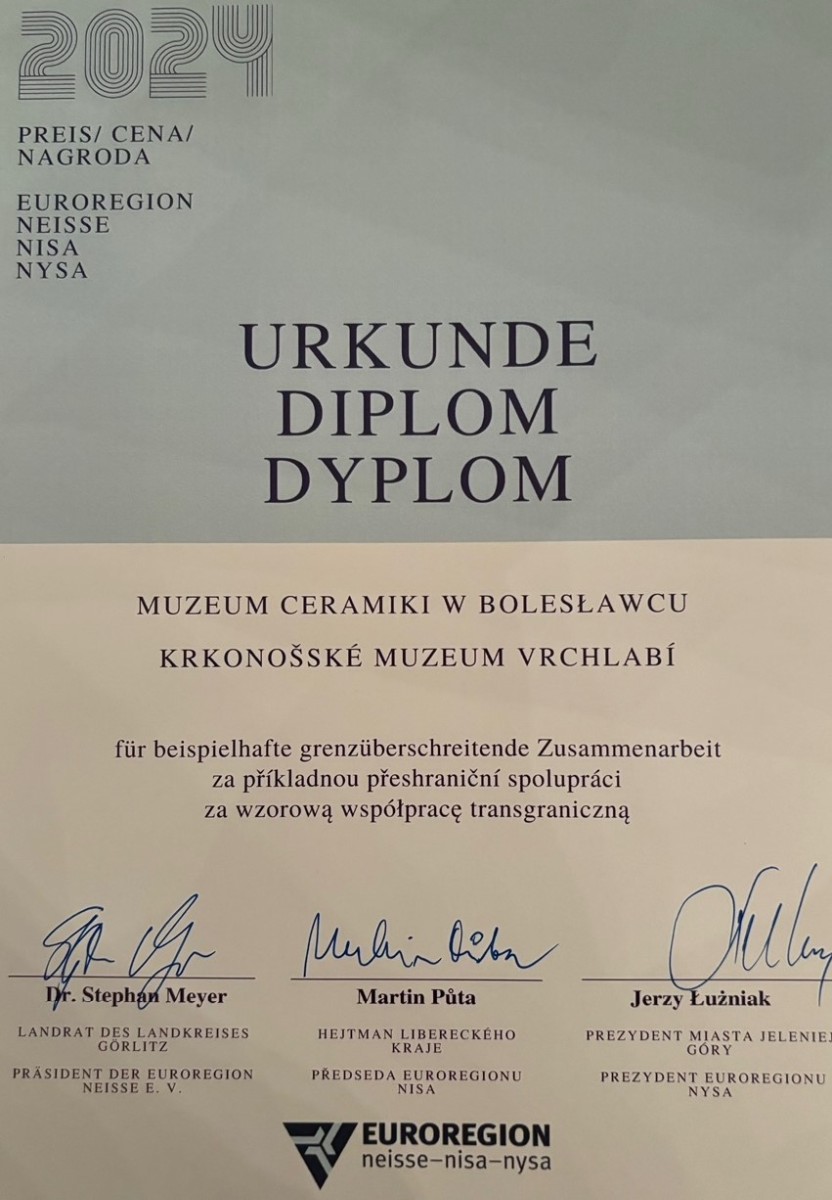 2024
PREIS/ CENA/
NAGRODA
EUROREGION
NEISSE
NISA
NYSA
URKUNDE
DIPLOM
DYPLOM
MUZEUM CERAMIKI W BOLESŁAWCU
KRKONOŠSKÉ MUZEUM VRCHLABÍ
für beispielhafte grenzüberschreitende Zusammenarbeit
za příkladnou přeshraniční spolupráci
za wzorową współpracę transgraniczną
Martin Půta
Dr. Stephan Meyer
LANDRAT DES LANDKREISES
GÖRLITZ
PRÄSIDENT DER EUROREGION
NEISSE E. V.
Martin Půta
HEJTMAN LIBERECKÉHO
KRAJE
PŘEDSEDA EUROREGIONU
NISA
Jerzy Łużniak
PREZYDENT MIASTA JELENIEJ
GÓRY
PREZYDENT EUROREGIONU
NYSA
EUROREGION
neisse–nisa–nysa